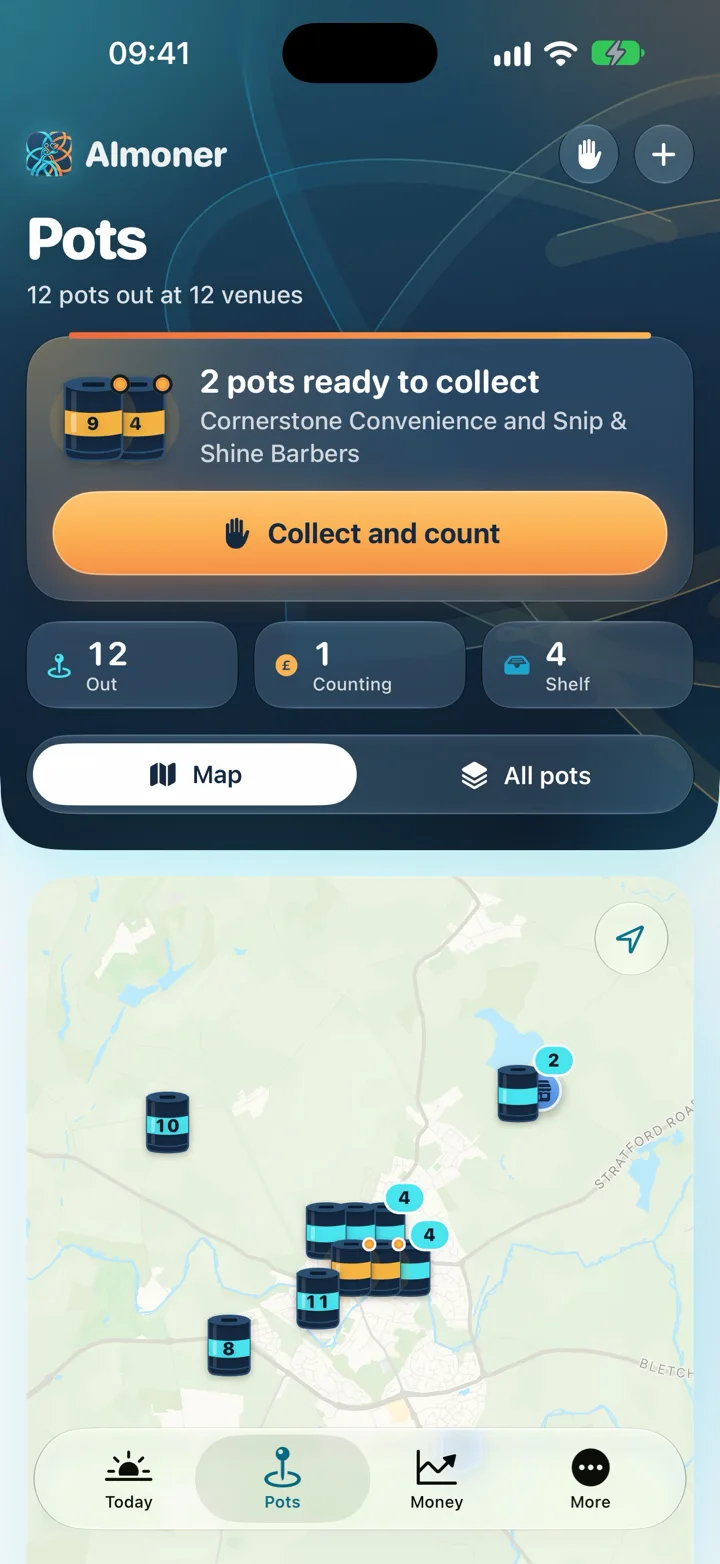 09:41
Almoner
Pots
12 pots out at 12 venues
9 4
2 pots ready to collect
Cornerstone Convenience and Snip &
Shine Barbers
Collect and count
12
Out
£
1
Counting
4
Shelf
Map
All pots
2
10
STRATFORD ROA
4
4
11
8
BLETCH
Today
Pots
Money
More